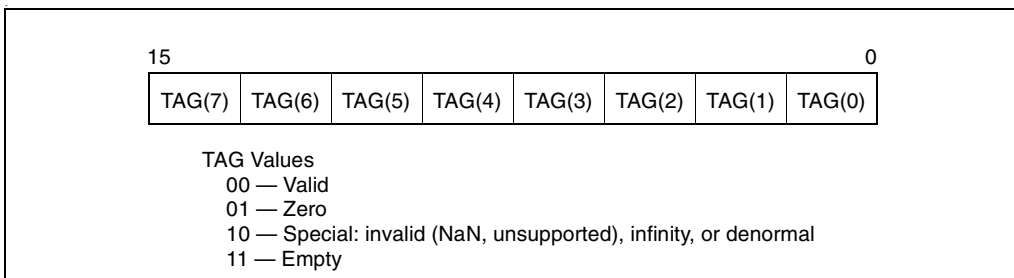 15 0
TAG(7) TAG(6) TAG(5) TAG(4) TAG(3) TAG(2) TAG(1) TAG(0)
TAG Values
00 — Valid
01 — Zero
10 — Special: invalid (NaN, unsupported), infinity, or denormal
11 — Empty